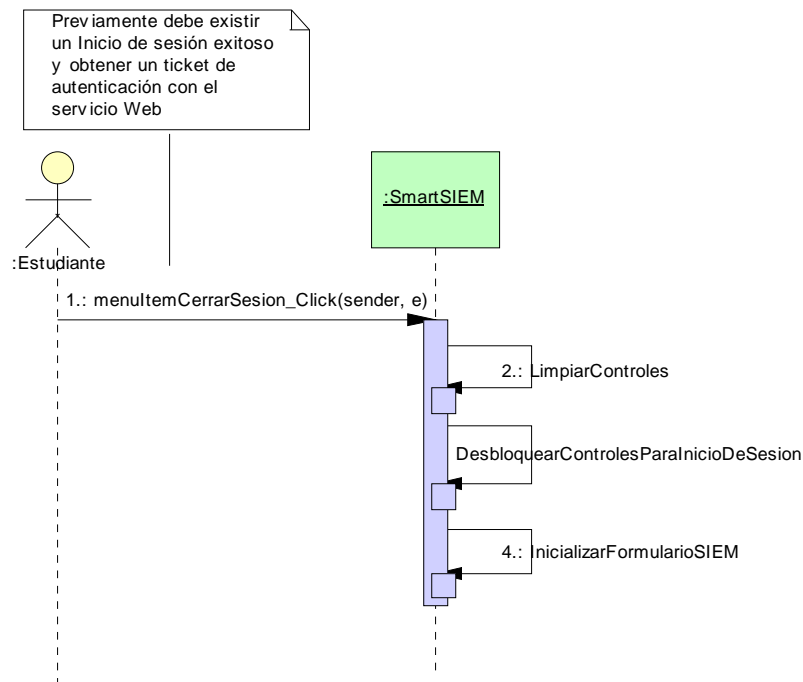 Previamente debe existir
un Inicio de sesión exitoso
y obtener un ticket de
autenticación con el
servicio Web
:SmartSIEM
:Estudiante
1.: menuItemCerrarSesion_Click(sender, e)
2.: LimpiarControles
DesbloquearControlesParaInicioDeSesion
4.: InicializarFormularioSIEM